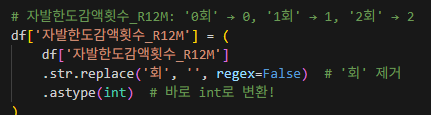 # 자발한도감액횟수_R12M: '0회' → 0, '1회' → 1, '2회' → 2
df['자발한도감액횟수_R12M'] = (
    df['자발한도감액횟수_R12M']
    .str.replace('회', '', regex=False)  # '회' 제거
    .astype(int)  # 바로 int로 변환!
)